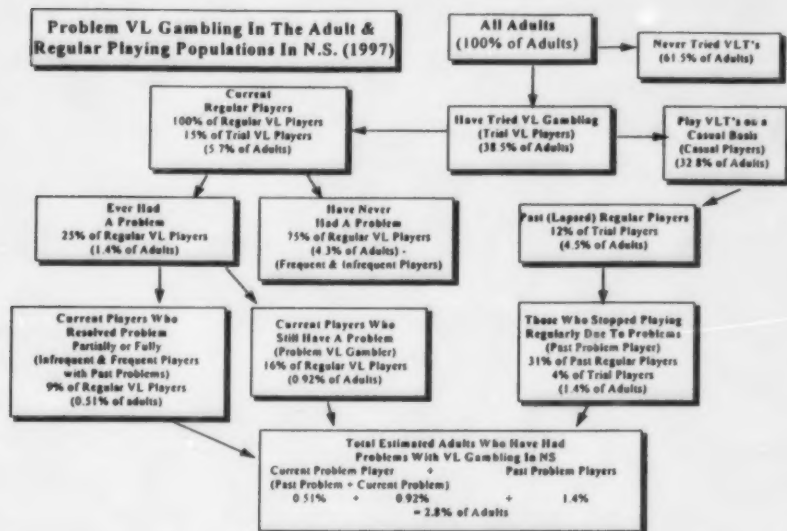 Problem VL Gambling In The Adult &
Regular Playing Populations In N.S. (1997)
All Adults
(100% of Adults)
Never Tried VLT's
(61.5% of Adults)
Current
Regular Players
100% of Regular VL Players
15% of Trial VL Players
(5.7% of Adults)
Have Tried VL Gambling
(Trial VL Players)
(38.5% of Adults)
Play VLT's on a
Casual Basis
(Casual Players)
(32.8% of Adults)
Ever Had
A Problem
25% of Regular VL Players
(1.4% of Adults)
Have Never
Had A Problem
75% of Regular VL Players
(4.3% of Adults) -
(Frequent & Infrequent Players)
Past (Lapsed) Regular Players
12% of Trial Players
(4.5% of Adults)
Current Players Who
Resolved Problem
Partially or Fully
(Infrequent & Frequent Players
with Past Problems)
9% of Regular VL Players
(0.51% of adults)
Current Players Who
Still Have A Problem
(Problem VL Gambler)
16% of Regular VL Players
(0.92% of Adults)
Those Who Stopped Playing
Regularly Due To Problems
(Past Problem Player)
31% of Past Regular Players
4% of Trial Players
(1.4% of Adults)
Total Estimated Adults Who Have Had
Problems With VL Gambling In NS
Current Problem Player + Past Problem Players
(Past Problem + Current Problem)
0.51% + 0.92% + 1.4%
= 2.8% of Adults